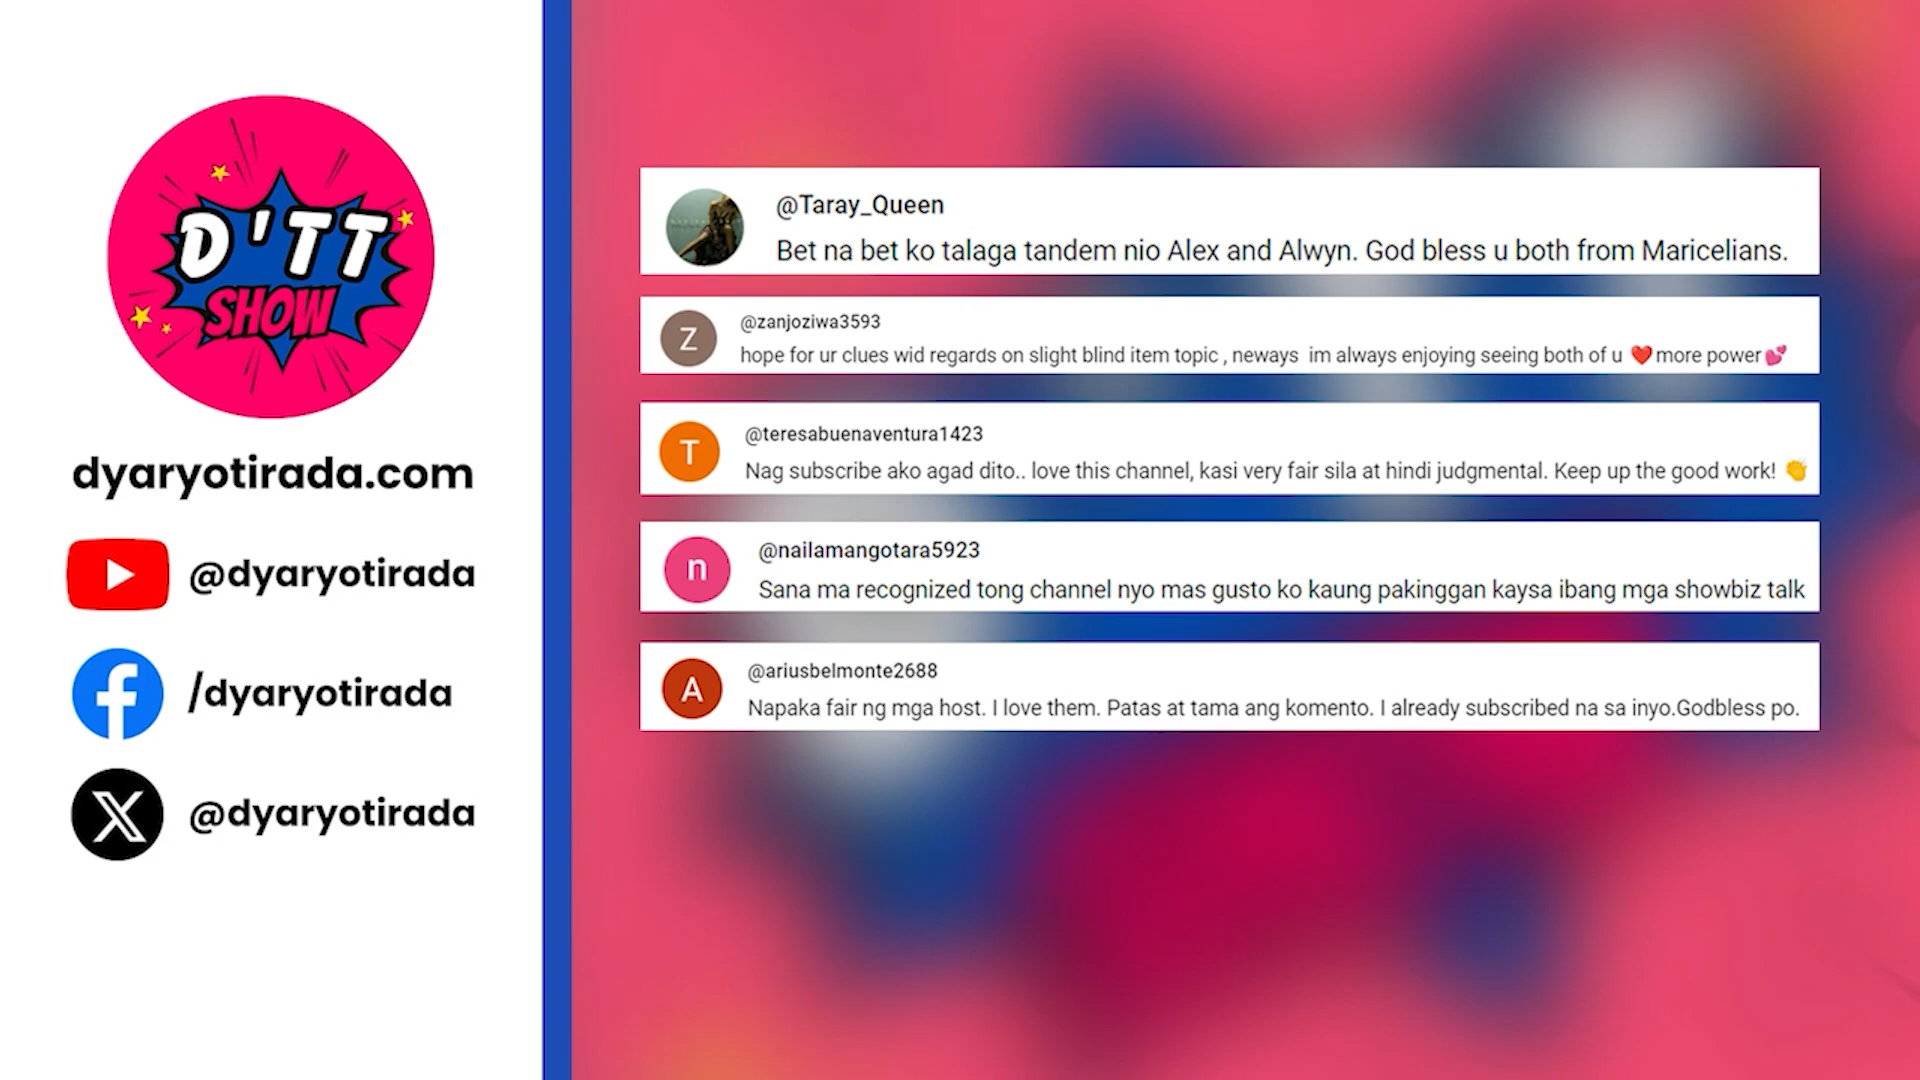 D'TT
SHOW
dyaryotirada.com
@dyaryotirada
/dyaryotirada
@dyaryotirada
@Taray_Queen
Bet na bet ko talaga tandem nio Alex and Alwyn. God bless u both from Maricelians.
Z
@zanjoziwa3593
hope for ur clues wid regards on slight blind item topic , neways im always enjoying seeing both of u ❤️more power💕
T
@teresabuenaventura1423
Nag subscribe ako agad dito.. love this channel, kasi very fair sila at hindi judgmental. Keep up the good work! 👏
n
@nailamangotara5923
Sana ma recognized tong channel nyo mas gusto ko kaung pakinggan kaysa ibang mga showbiz talk
A
@ariusbelmonte2688
Napaka fair ng mga host. I love them. Patas at tama ang komento. I already subscribed na sa inyo.Godbless po.